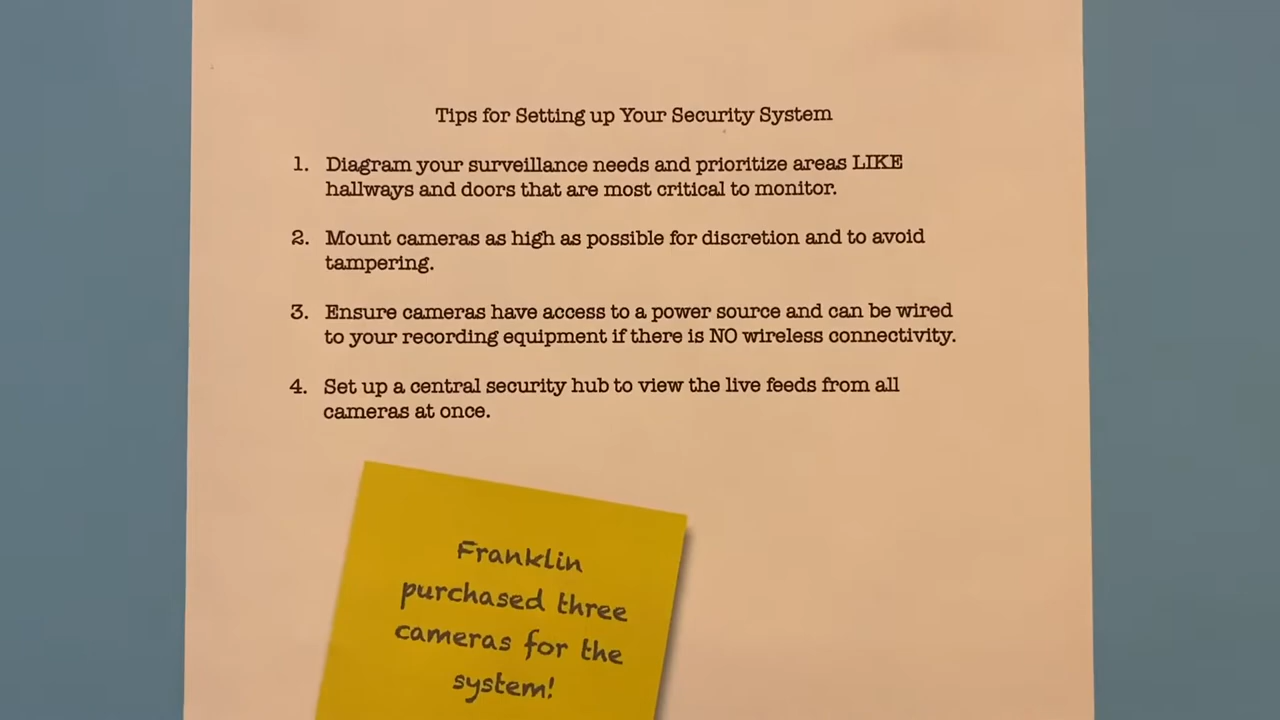 Tips for Setting up Your Security System
1. Diagram your surveillance needs and prioritize areas LIKE
hallways and doors that are most critical to monitor.
2. Mount cameras as high as possible for discretion and to avoid
tampering.
3. Ensure cameras have access to a power source and can be wired
to your recording equipment if there is NO wireless connectivity.
4. Set up a central security hub to view the live feeds from all
cameras at once.
Franklin
purchased three
cameras for the
system!